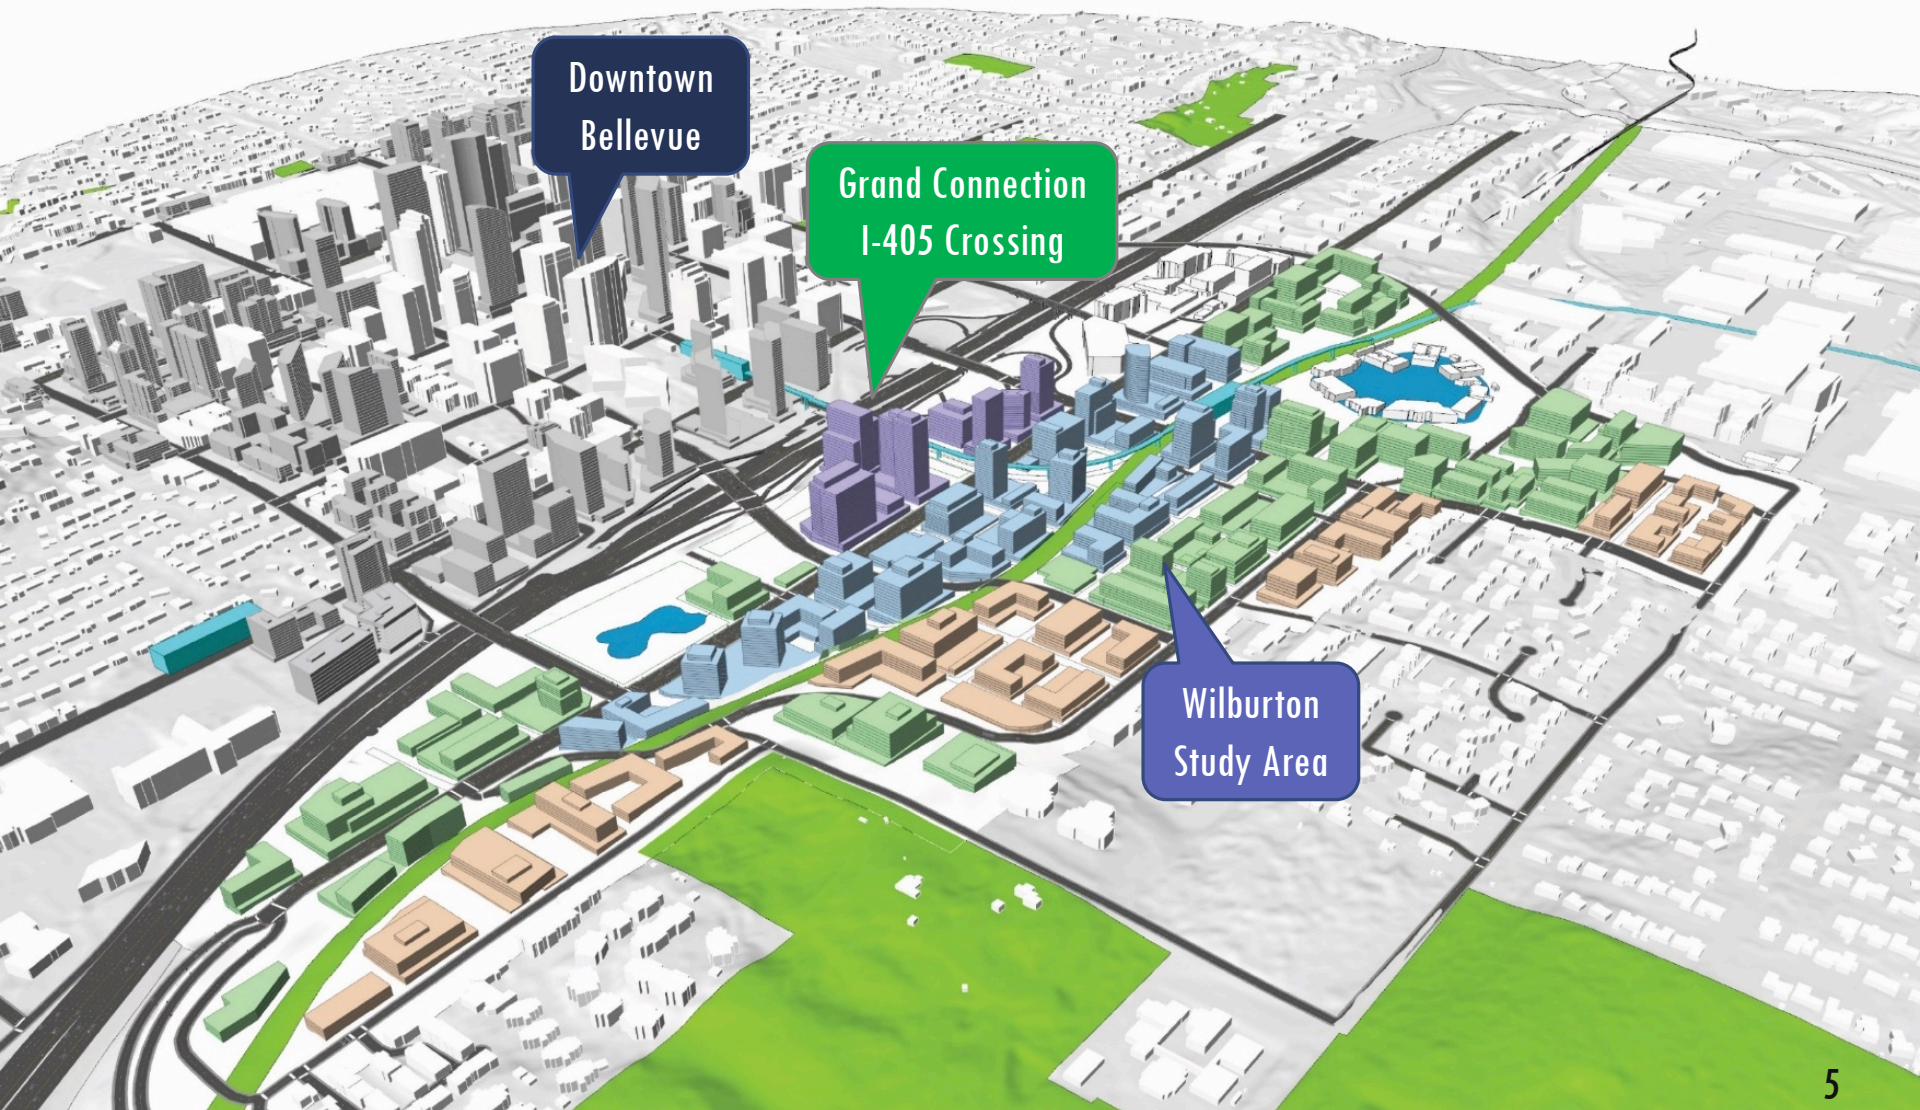 Downtown
Bellevue
Grand Connection
I-405 Crossing
Wilburton
Study Area
5